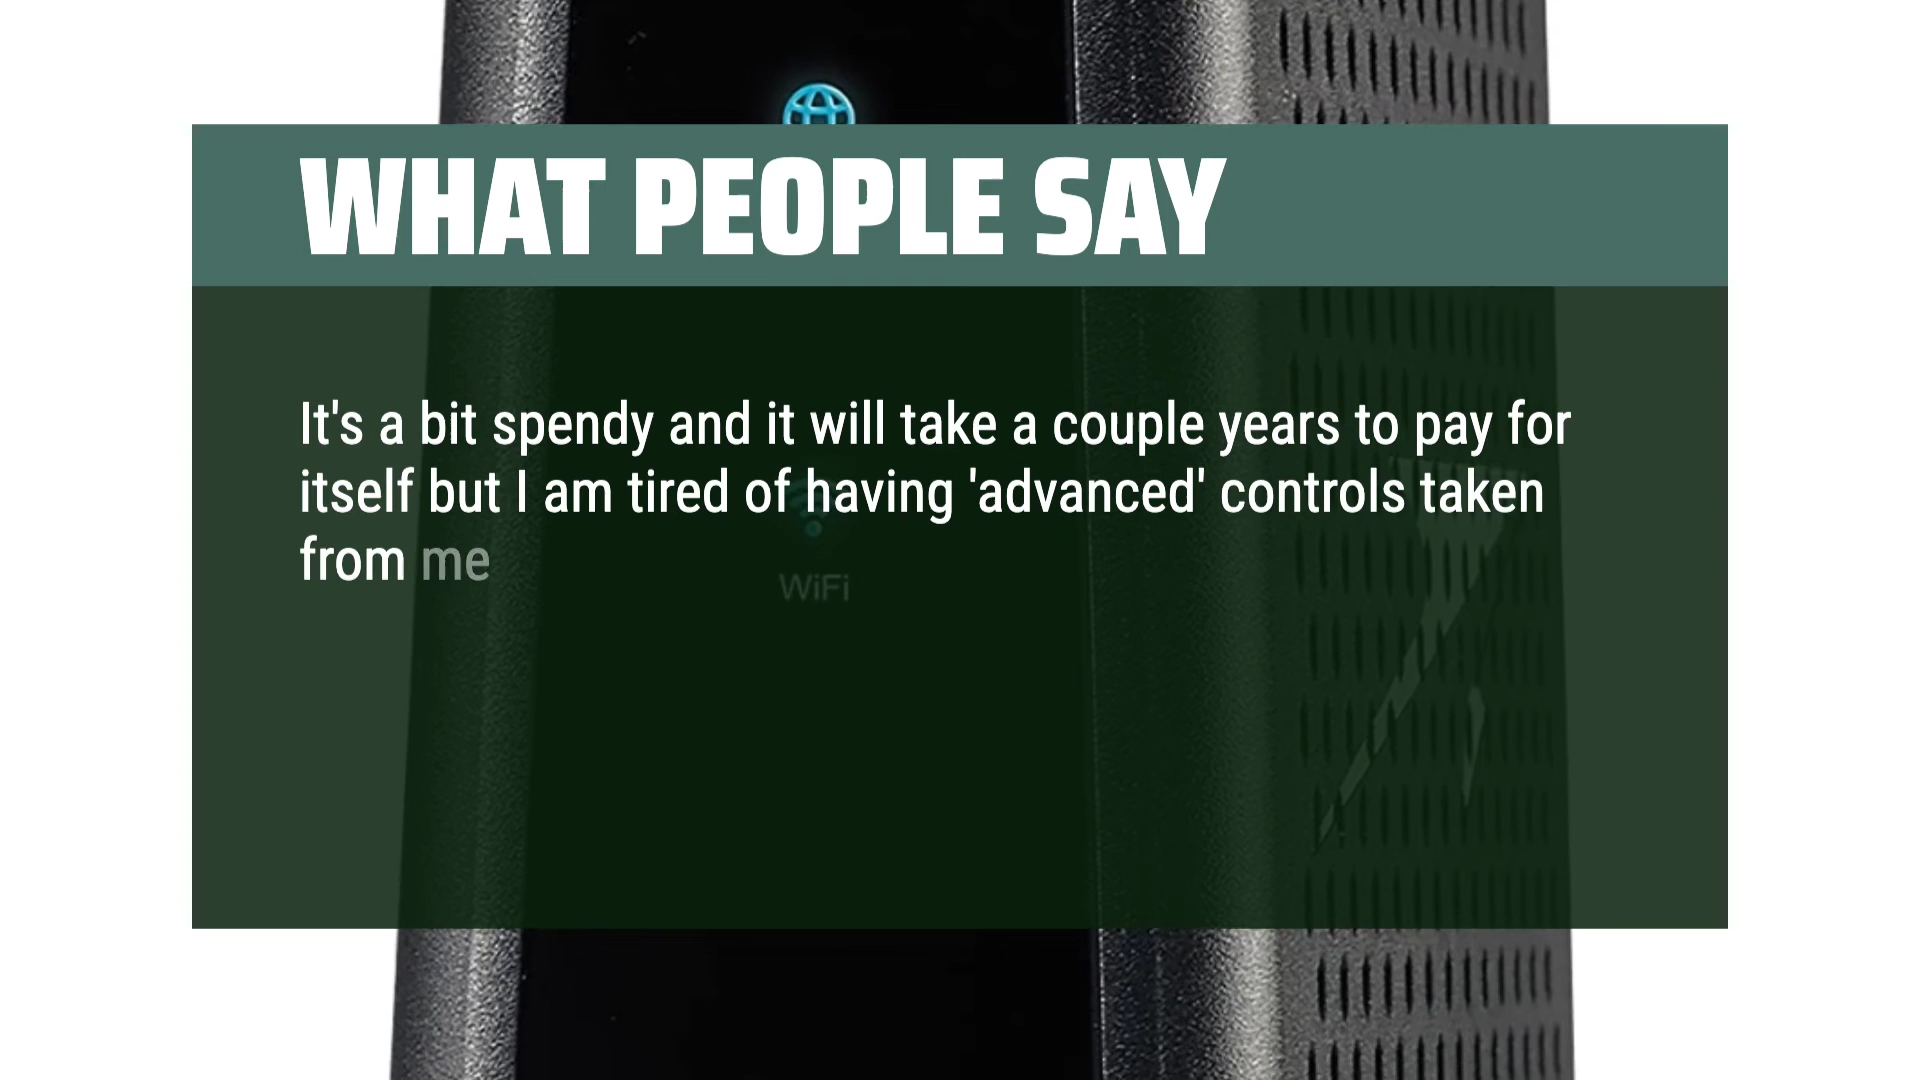 WHAT PEOPLE SAY
It's a bit spendy and it will take a couple years to pay for
itself but I am tired of having 'advanced' controls taken
from me
WiFi